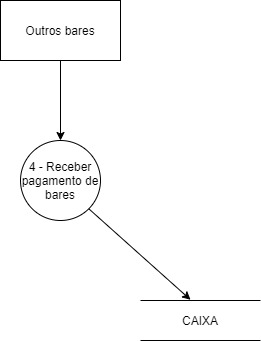 Outros bares
4 - Receber
pagamento de
bares
CAIXA